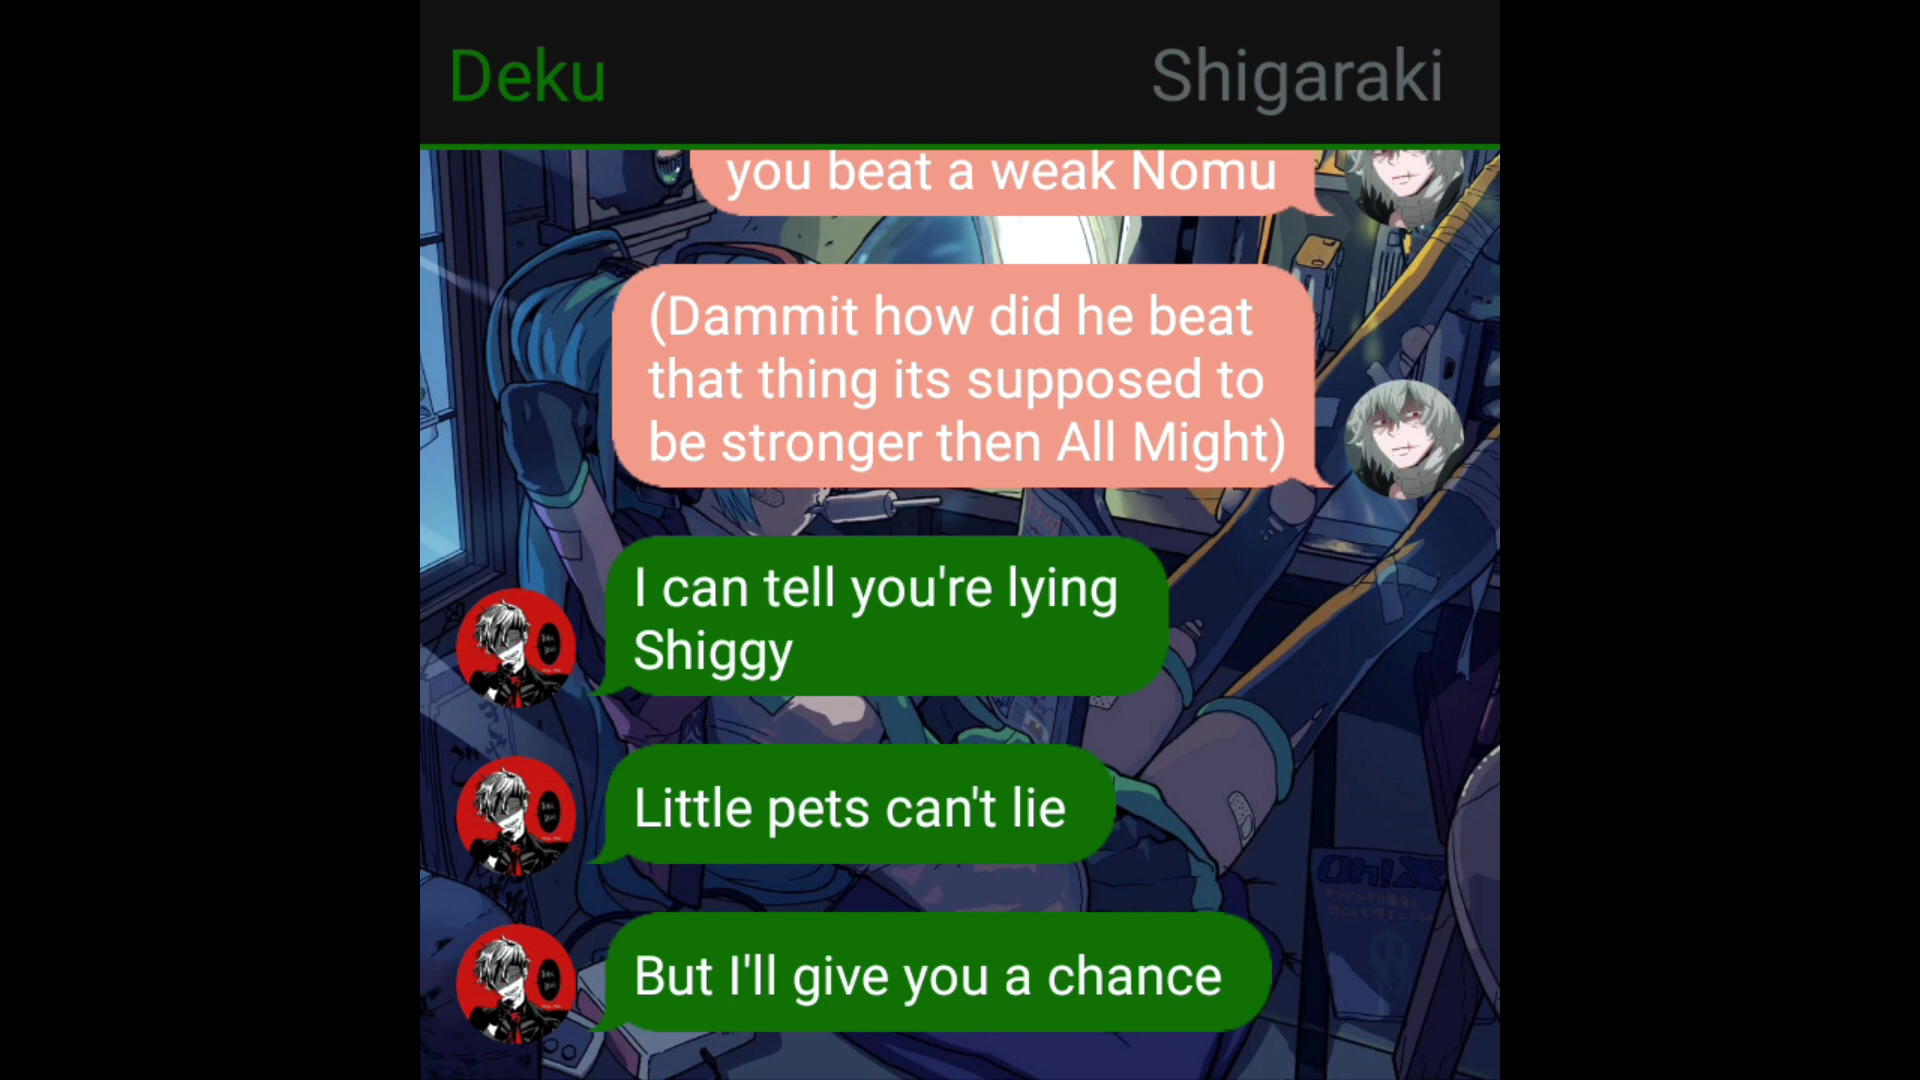 Deku
Shigaraki
you beat a weak Nomu
(Dammit how did he beat
that thing its supposed to
be stronger then All Might)
I can tell you're lying
Shiggy
Little pets can't lie
But I'll give you a chance
Oh!X